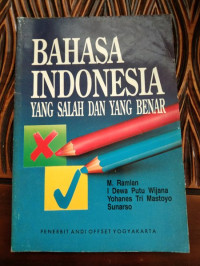 BAHASA
INDONESIA
YANG SALAH DAN YANG BENAR
M. Ramlan
I Dewa Putu Wijana
Yohanes Tri Mastoyo
Sunarso
PENERBIT ANDI OFFSET YOGYAKARTA